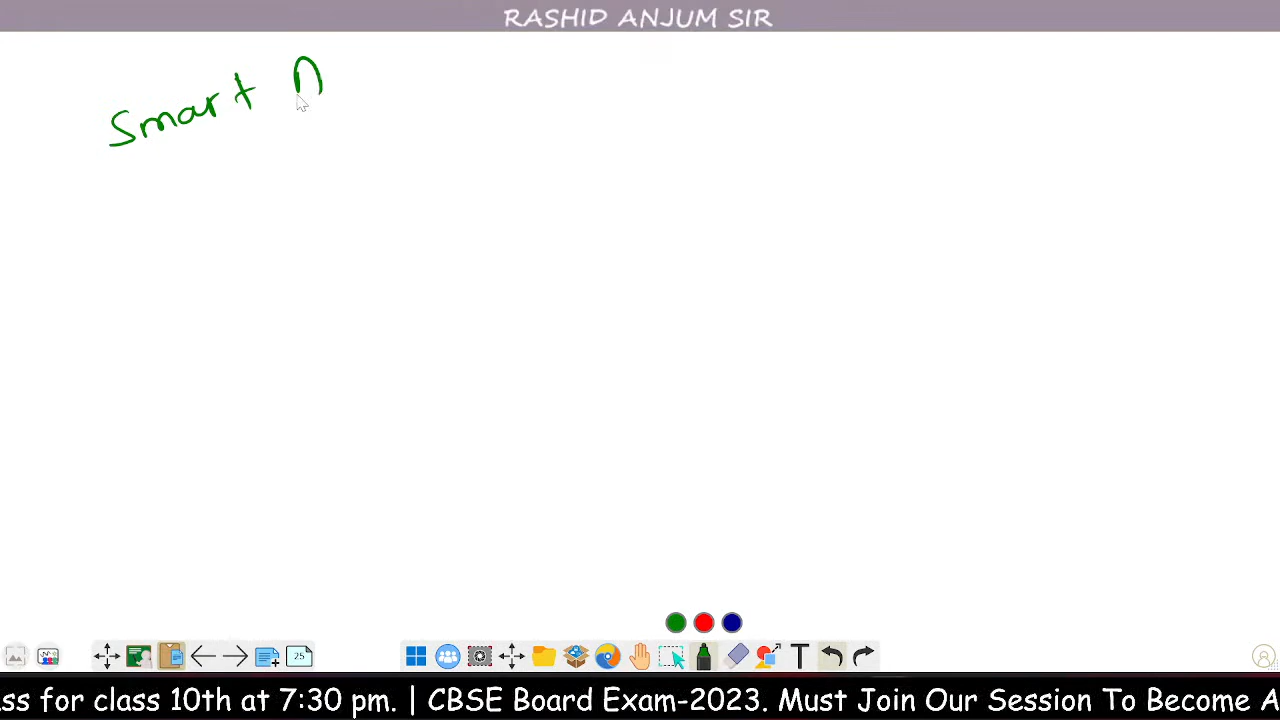 RASHID ANJUM SIR
Smart
25
ss for class 10th at 7:30 pm. | CBSE Board Exam-2023. Must Join Our Session To Become A